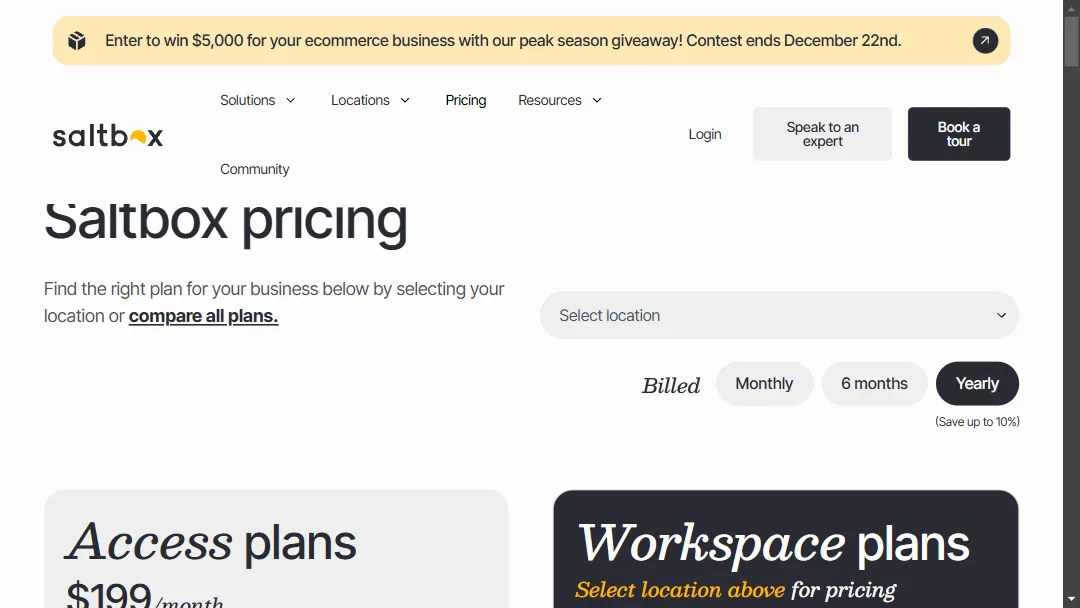 Enter to win $5,000 for your ecommerce business with our peak season giveaway! Contest ends December 22nd.
saltbox
Solutions Locations Pricing Resources
Community
Login
Speak to an
expert
Book a
tour
Saltbox pricing
Find the right plan for your business below by selecting your
location or compare all plans.
Select location
Billed Monthly 6 months Yearly
(Save up to 10%)
Access plans
$199/month
Workspace plans
Select location above for pricing